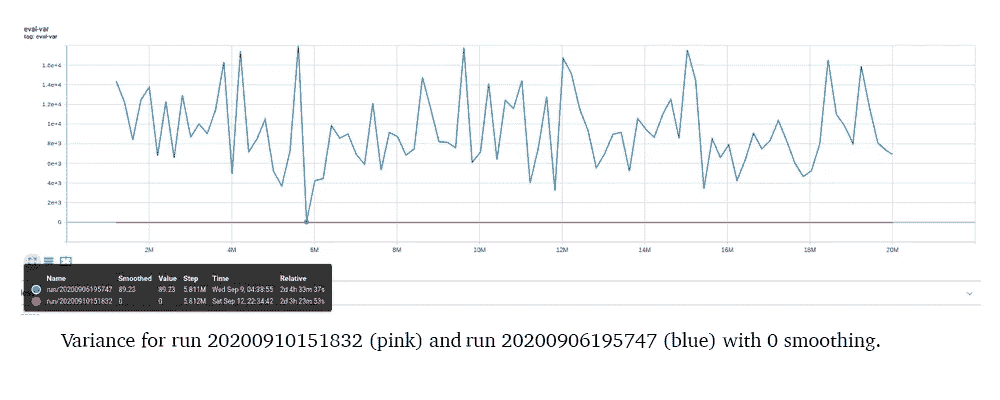 eval-var
tag: eval-var
1.6e+4
1.4e+4
1.2e+4
1e+4
8e+3
6e+3
4e+3
2e+3
0
2M 4M 6M 8M 10M 12M 14M 16M 18M 20M
Name Smoothed Value Step Time Relative
run/20200906195747 89.23 89.23 5.811M Wed Sep 9, 04:38:55 2d 4h 33m 37s
run/20200910151832 0 0 5.812M Sat Sep 12, 22:34:42 2d 3h 23m 53s
Variance for run 20200910151832 (pink) and run 20200906195747 (blue) with 0 smoothing.